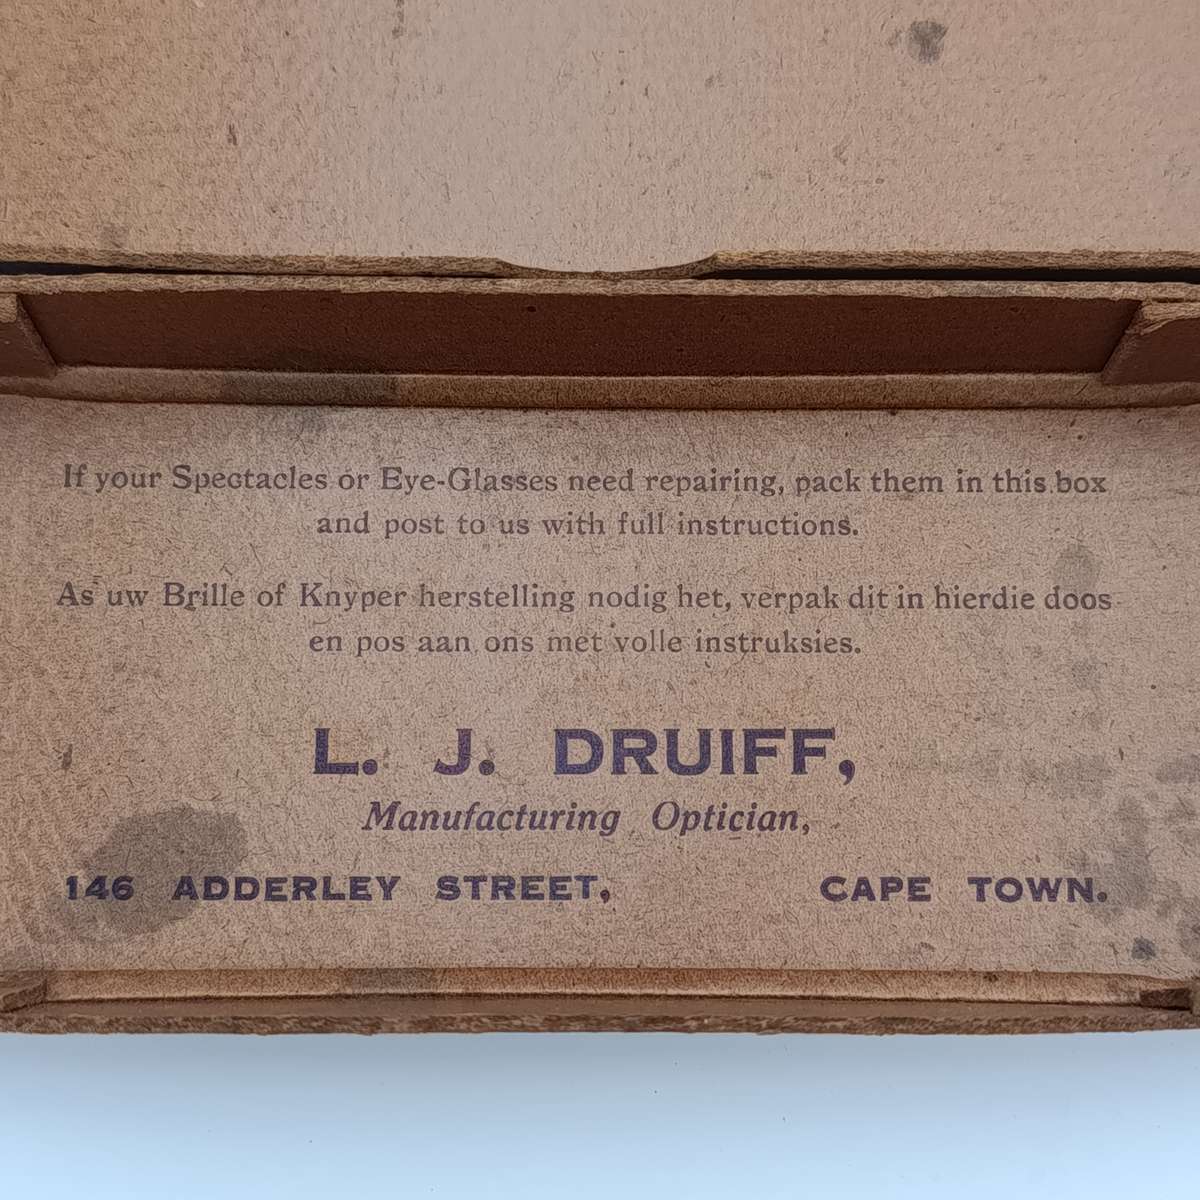 If your Spectacles or Eye-Glasses need repairing, pack them in this box
and post to us with full instructions.
As uw Brille of Knyper herstelling nodig het, verpak dit in hierdie doos
en pos aan ons met volle instruksies.
L. J. DRUIFF,
Manufacturing Optician,
146 ADDERLEY STREET, CAPE TOWN.